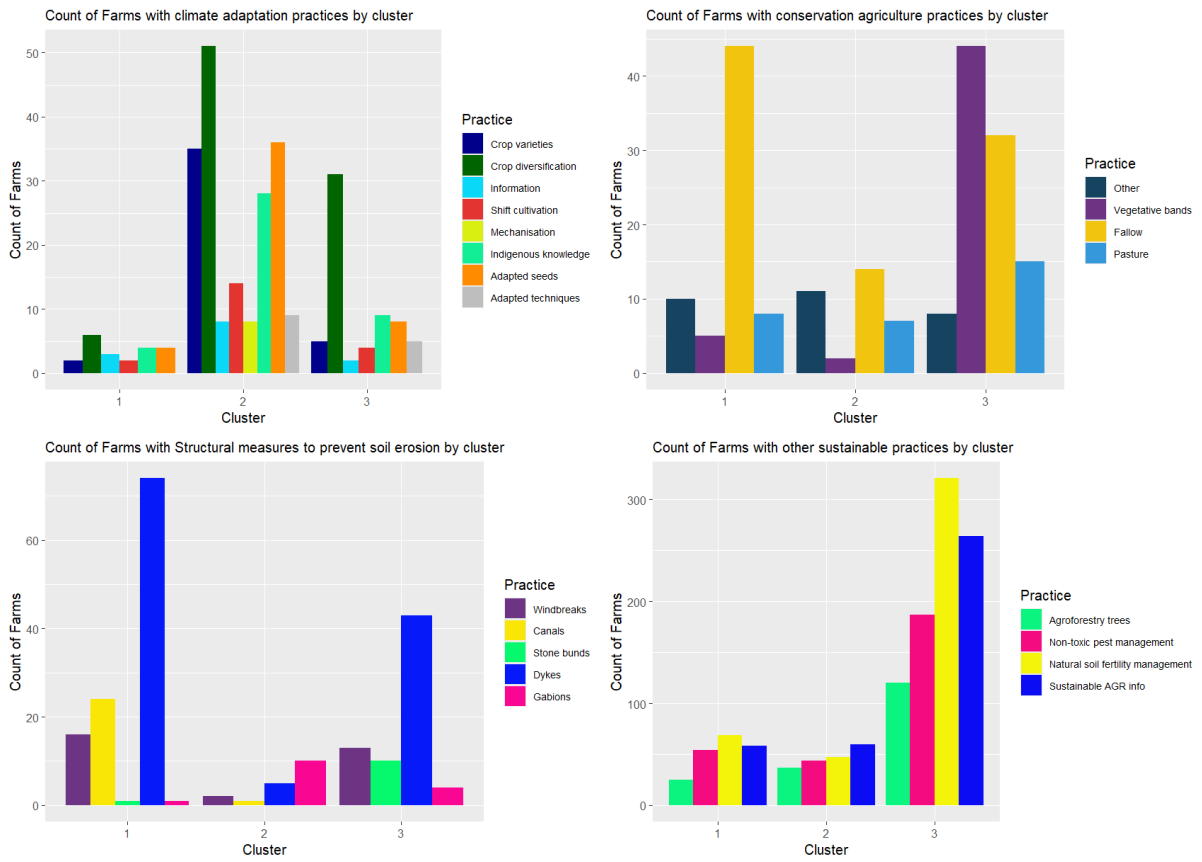 Count of Farms with climate adaptation practices by cluster
Count of Farms
50
40
30
20
10
0
1
2
3
Cluster
Practice
Crop varieties
Crop diversification
Information
Shift cultivation
Mechanisation
Indigenous knowledge
Adapted seeds
Adapted techniques
Count of Farms with conservation agriculture practices by cluster
Count of Farms
40
30
20
10
0
1
2
3
Cluster
Practice
Other
Vegetative bands
Fallow
Pasture
Count of Farms with Structural measures to prevent soil erosion by cluster
Count of Farms
60
40
20
0
1
2
3
Cluster
Practice
Windbreaks
Canals
Stone bunds
Dykes
Gabions
Count of Farms with other sustainable practices by cluster
Count of Farms
300
200
100
0
1
2
3
Cluster
Practice
Agroforestry trees
Non-toxic pest management
Natural soil fertility management
Sustainable AGR info